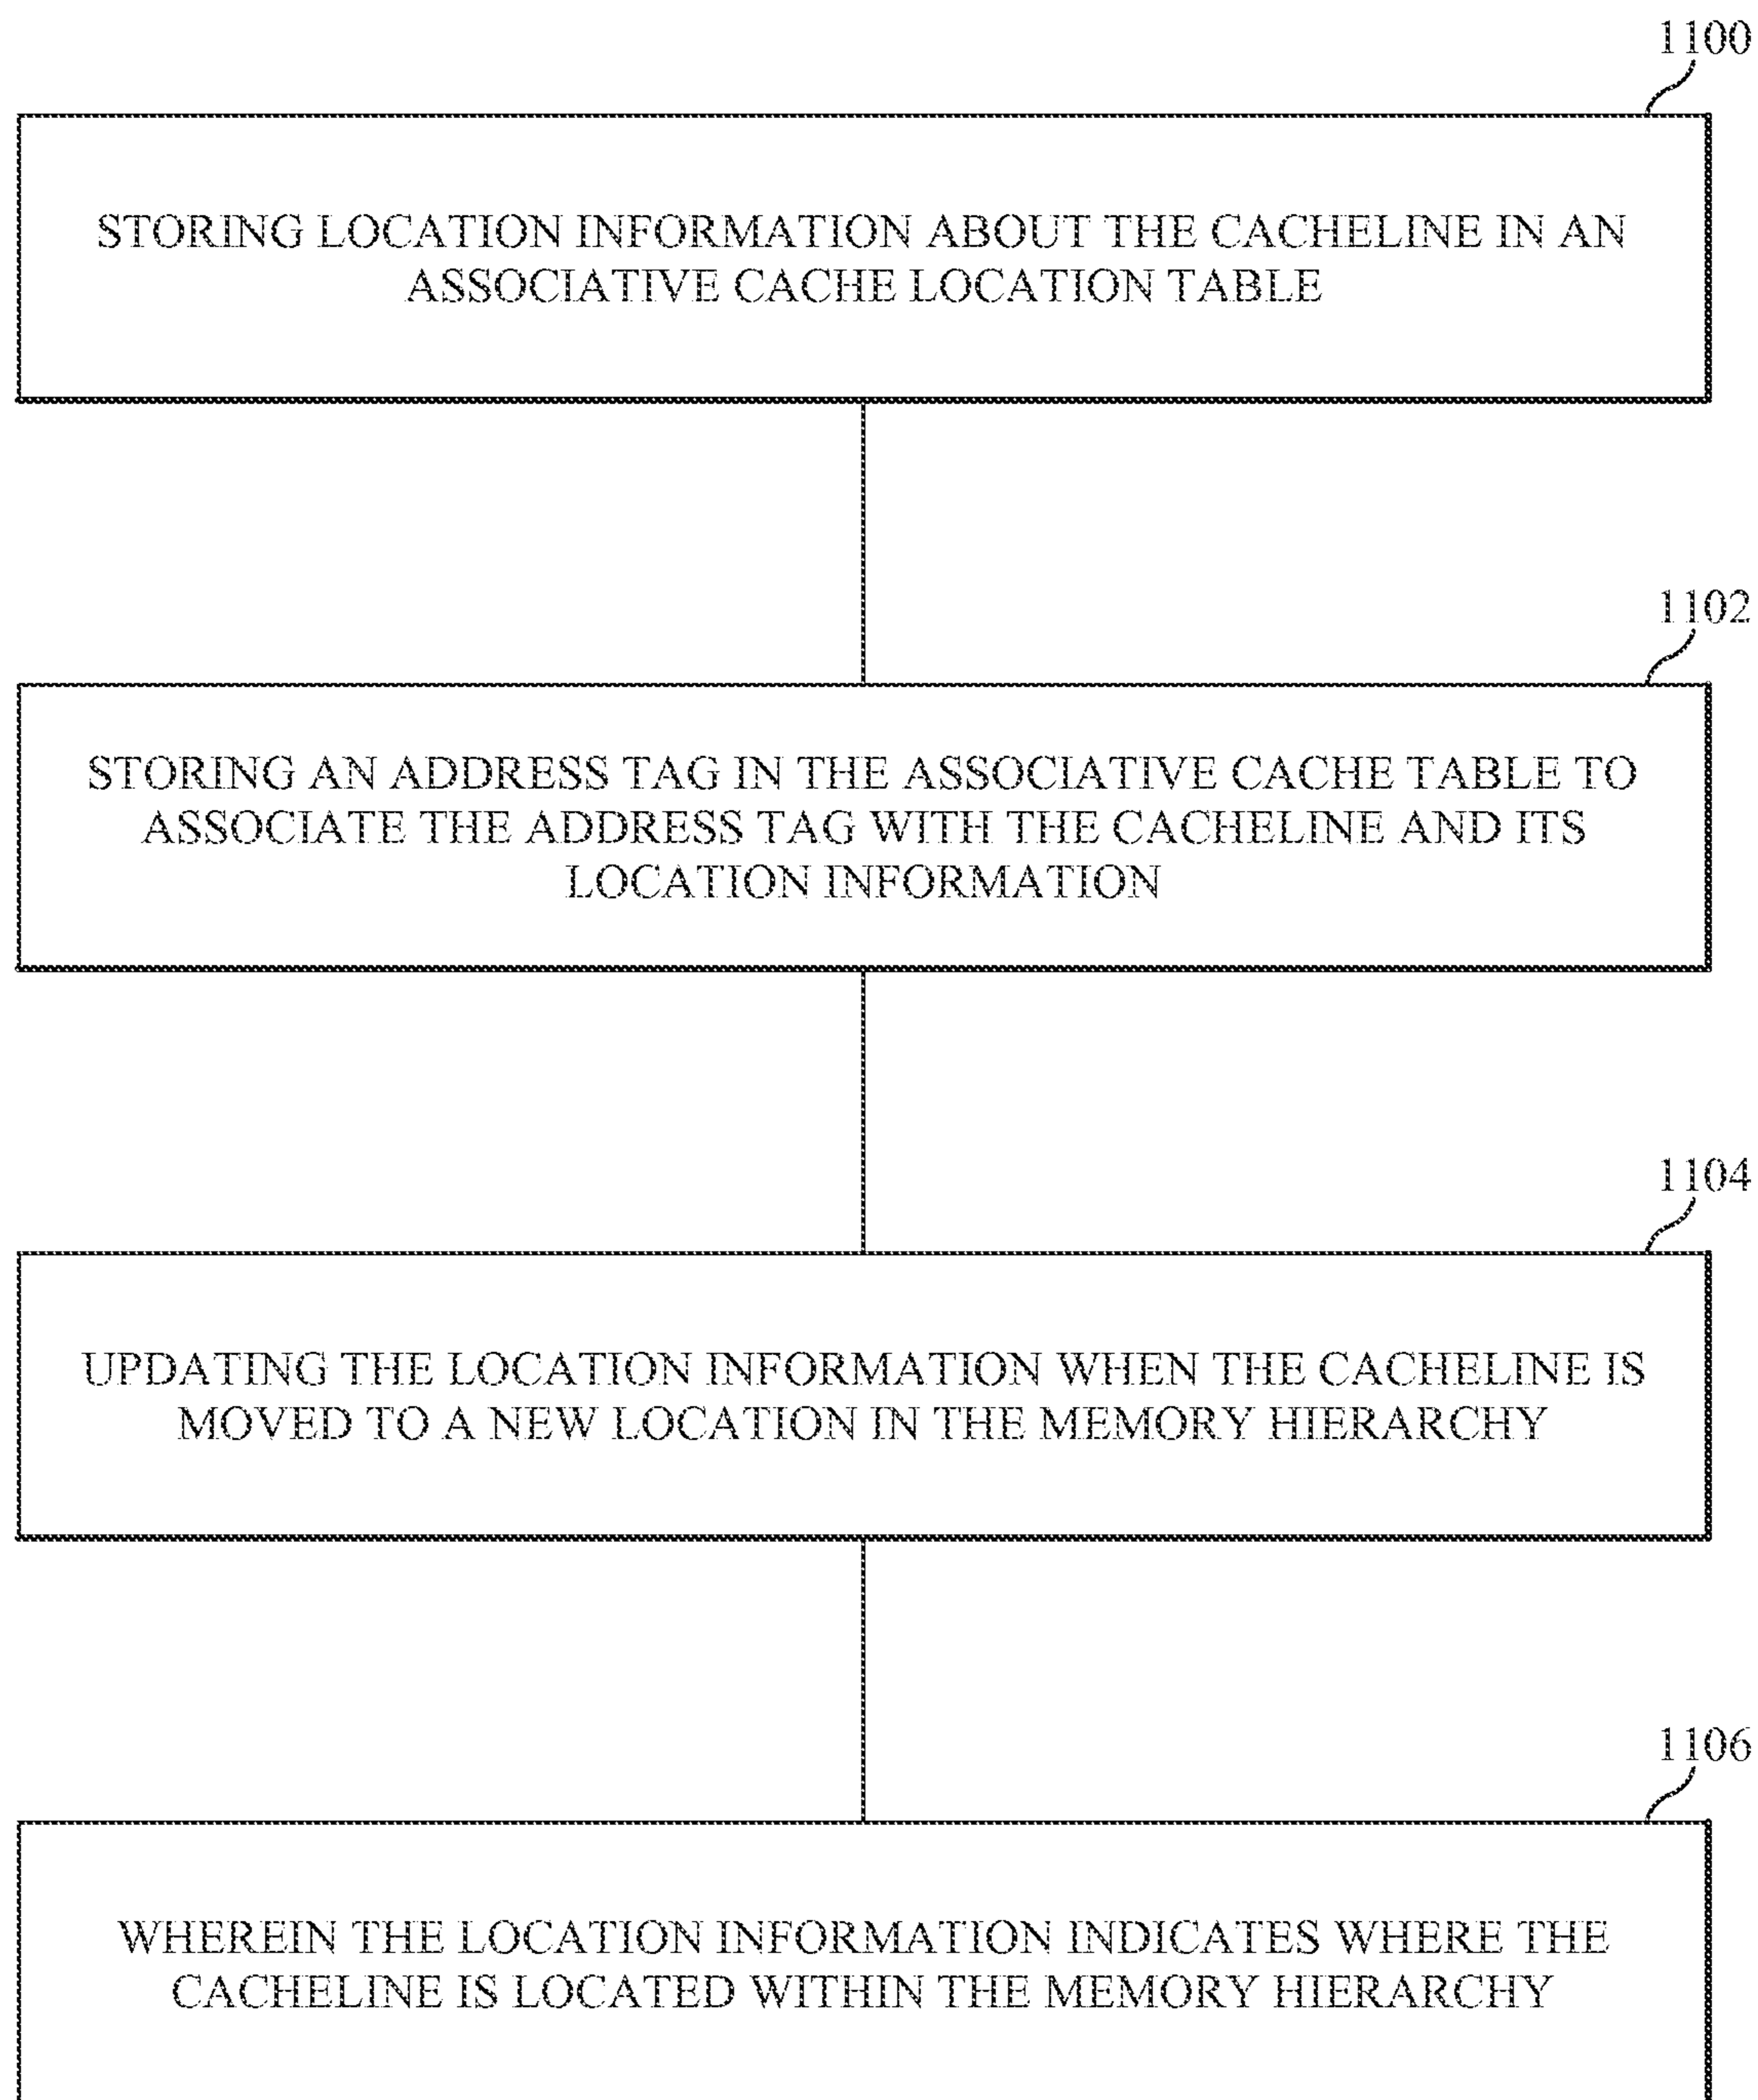 1100
STORING LOCATION INFORMATION ABOUT THE CACHELINE IN AN
ASSOCIATIVE CACHE LOCATION TABLE
1102
STORING AN ADDRESS TAG IN THE ASSOCIATIVE CACHE TABLE TO
ASSOCIATE THE ADDRESS TAG WITH THE CACHELINE AND ITS
LOCATION INFORMATION
1104
UPDATING THE LOCATION INFORMATION WHEN THE CACHELINE IS
MOVED TO A NEW LOCATION IN THE MEMORY HIERARCHY
1106
WHEREIN THE LOCATION INFORMATION INDICATES WHERE THE
CACHELINE IS LOCATED WITHIN THE MEMORY HIERARCHY